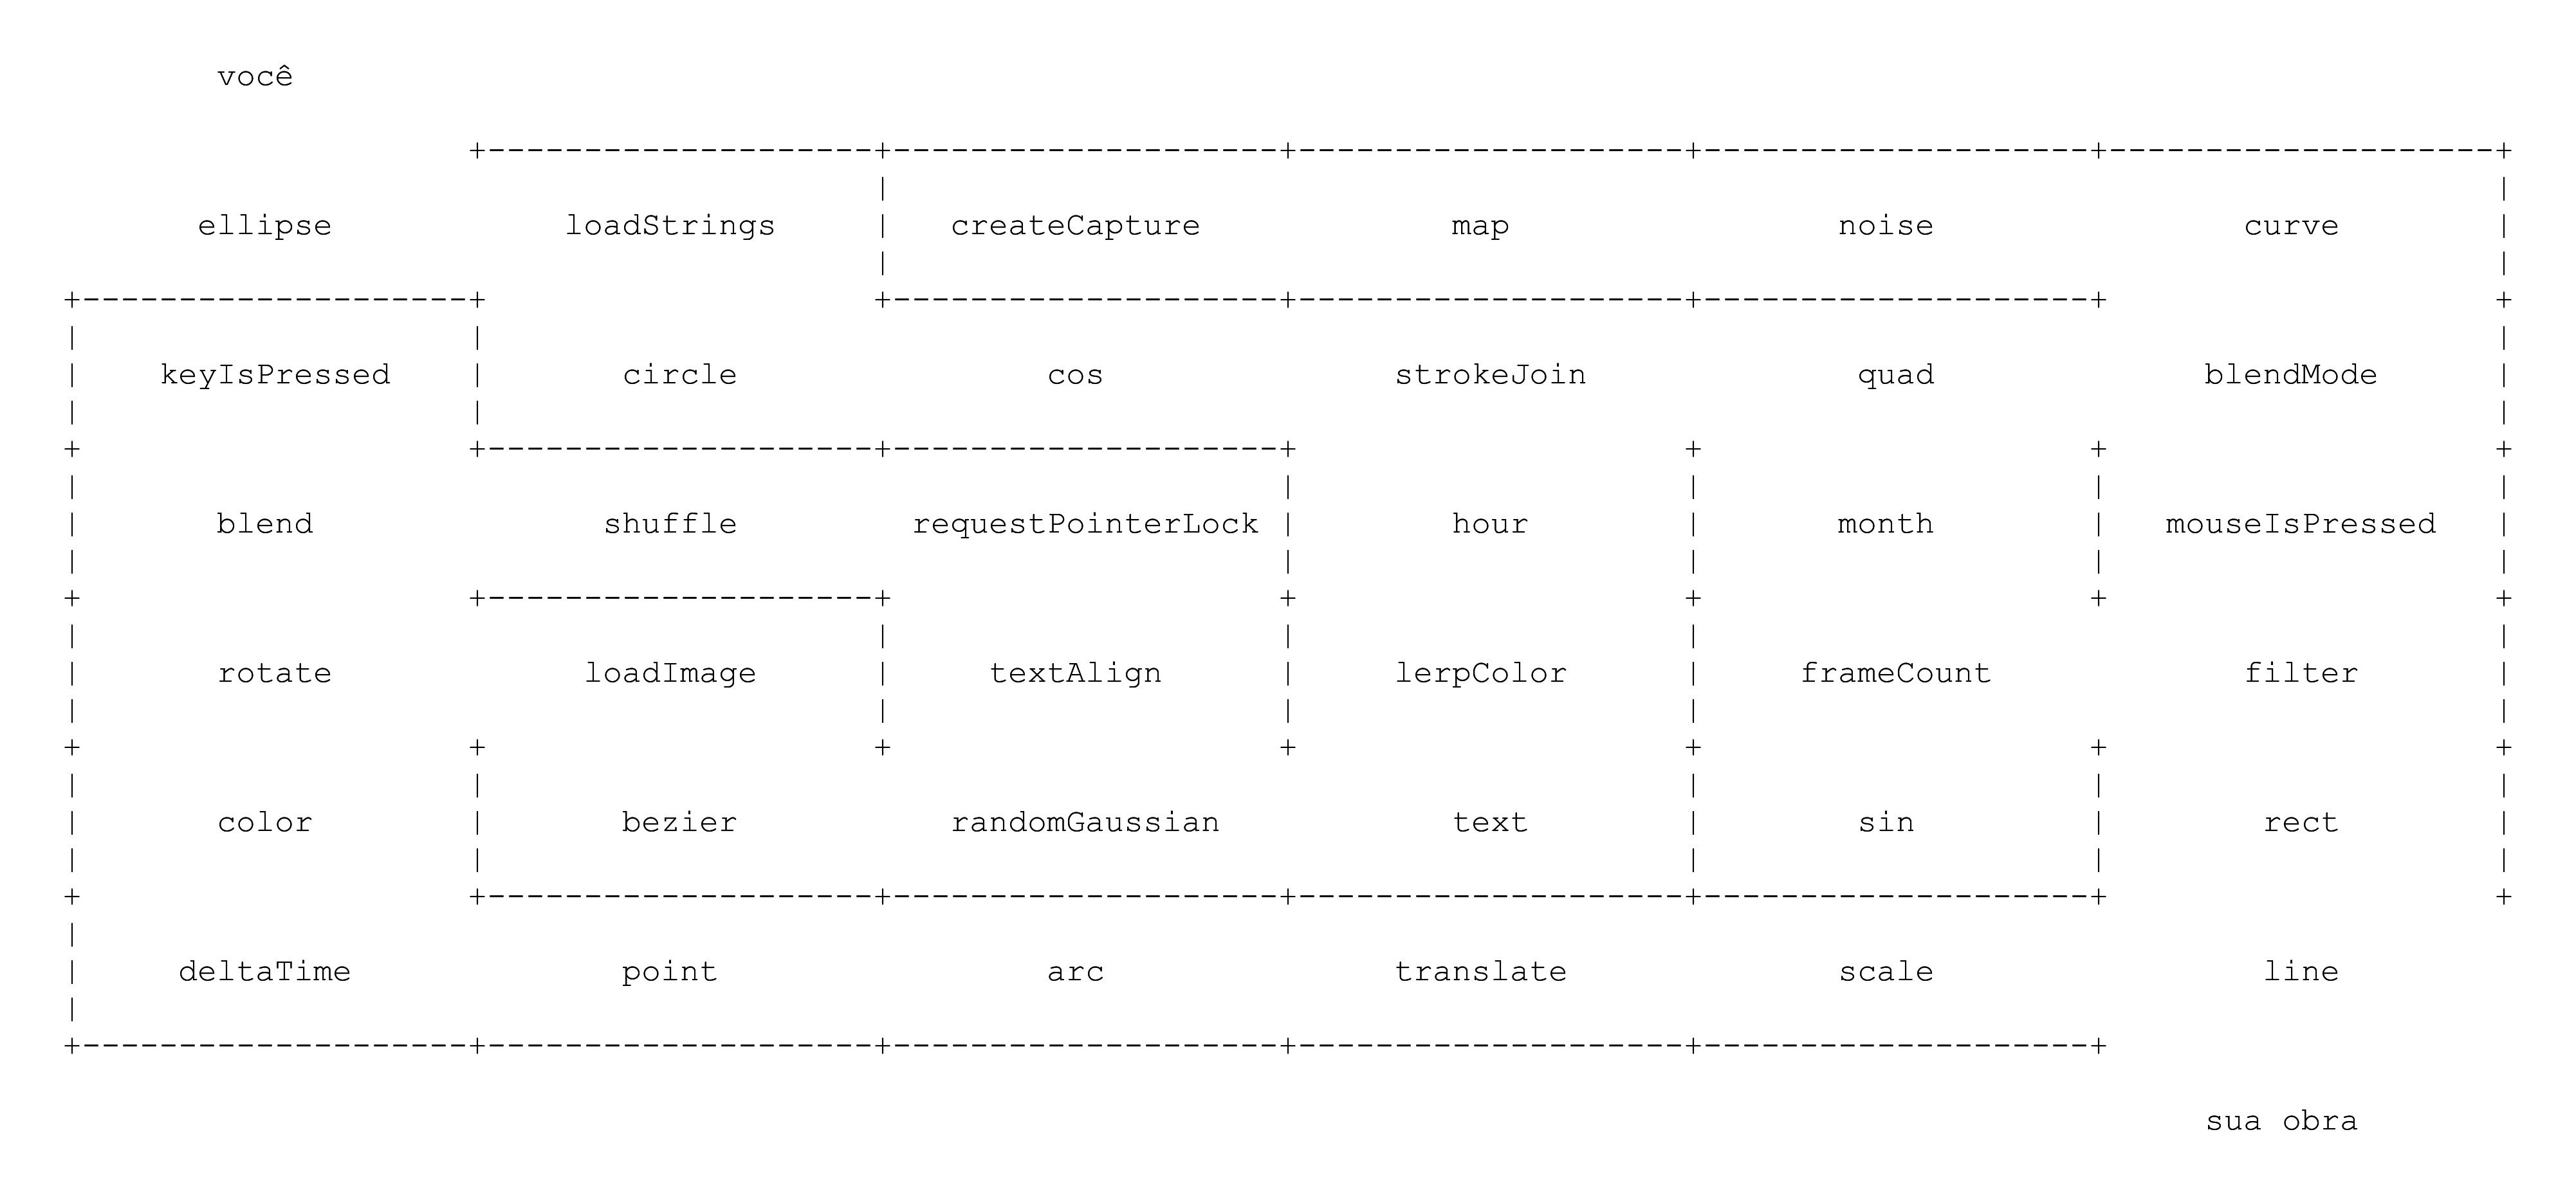 você
ellipse loadStrings createCapture map noise curve
keyIsPressed circle cos strokeJoin quad blendMode
blend shuffle requestPointerLock hour month mouseIsPressed
rotate loadImage textAlign lerpColor frameCount filter
color bezier randomGaussian text sin rect
deltaTime point arc translate scale line
sua obra